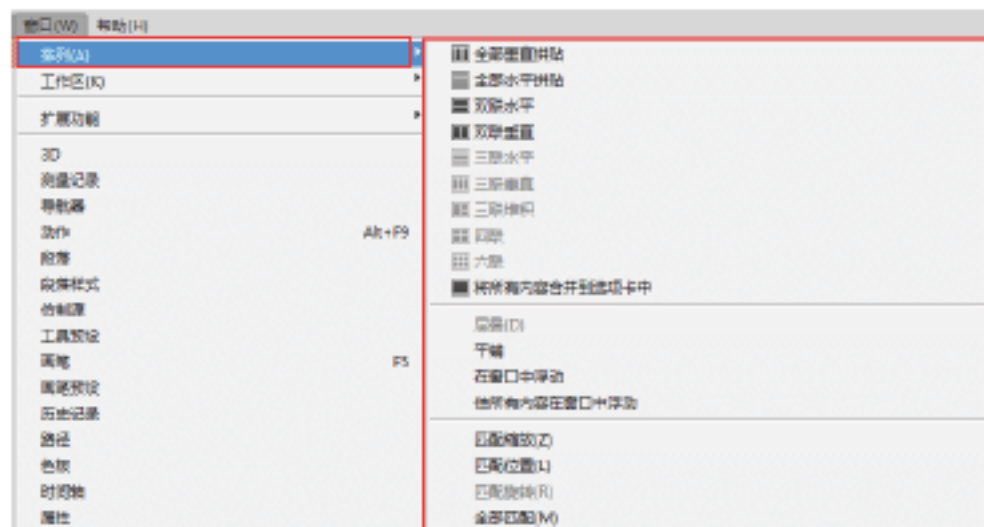 窗口(W) 帮助(H)
排列(A)
工作区(K)
扩展功能
3D
测量记录
导航器
动作 Alt+F9
段落
段落样式
仿制源
工具预设
画笔 F5
画笔预设
历史记录
路径
色板
时间轴
属性
全部垂直拼贴
全部水平拼贴
双联水平
双联垂直
三联水平
三联垂直
三联堆积
四联
六联
将所有内容合并到选项卡中
层叠(D)
平铺
在窗口中浮动
使所有内容在窗口中浮动
匹配缩放(Z)
匹配位置(L)
匹配旋转(R)
全部匹配(M)